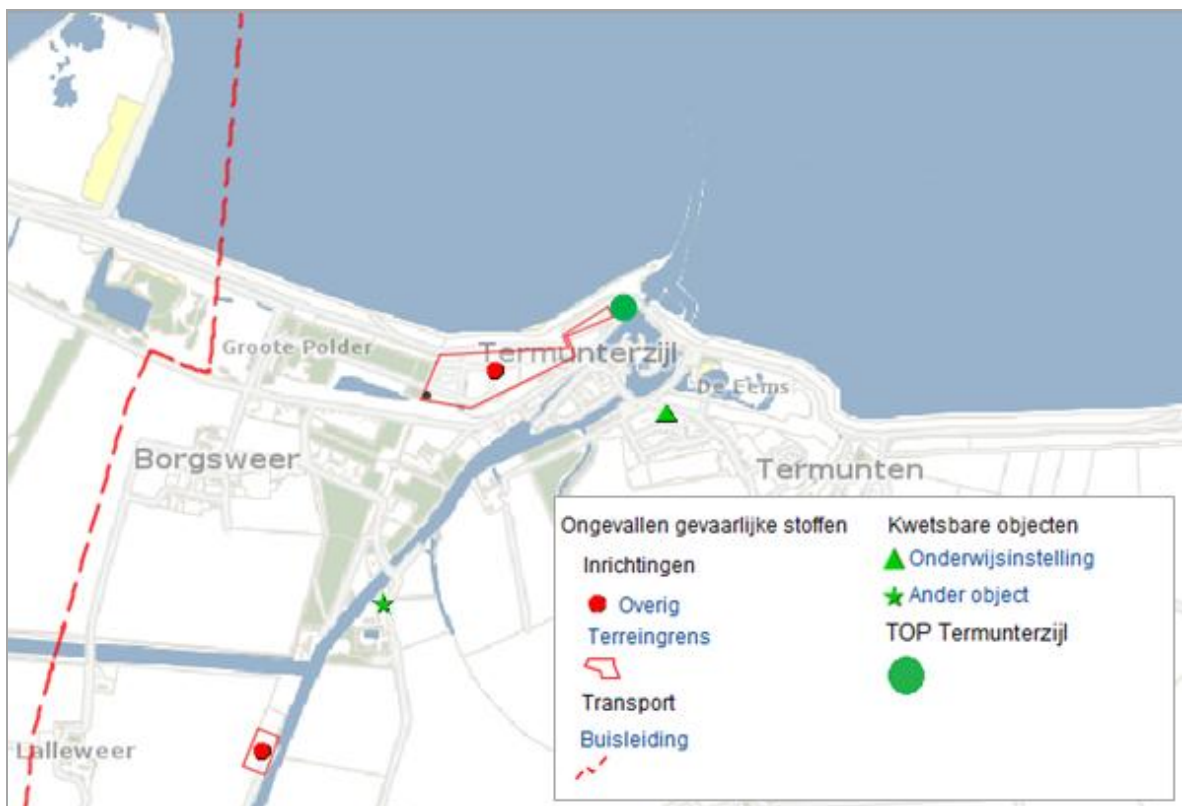 Groote Polder
Termunterzijl
De Eems
Borgsweer
Termunten
Lalleweer
Ongevallen gevaarlijke stoffen
Inrichtingen
Overig
Terreingrens
Transport
Buisleiding
Kwetsbare objecten
Onderwijsinstelling
Ander object
TOP Termunterzijl